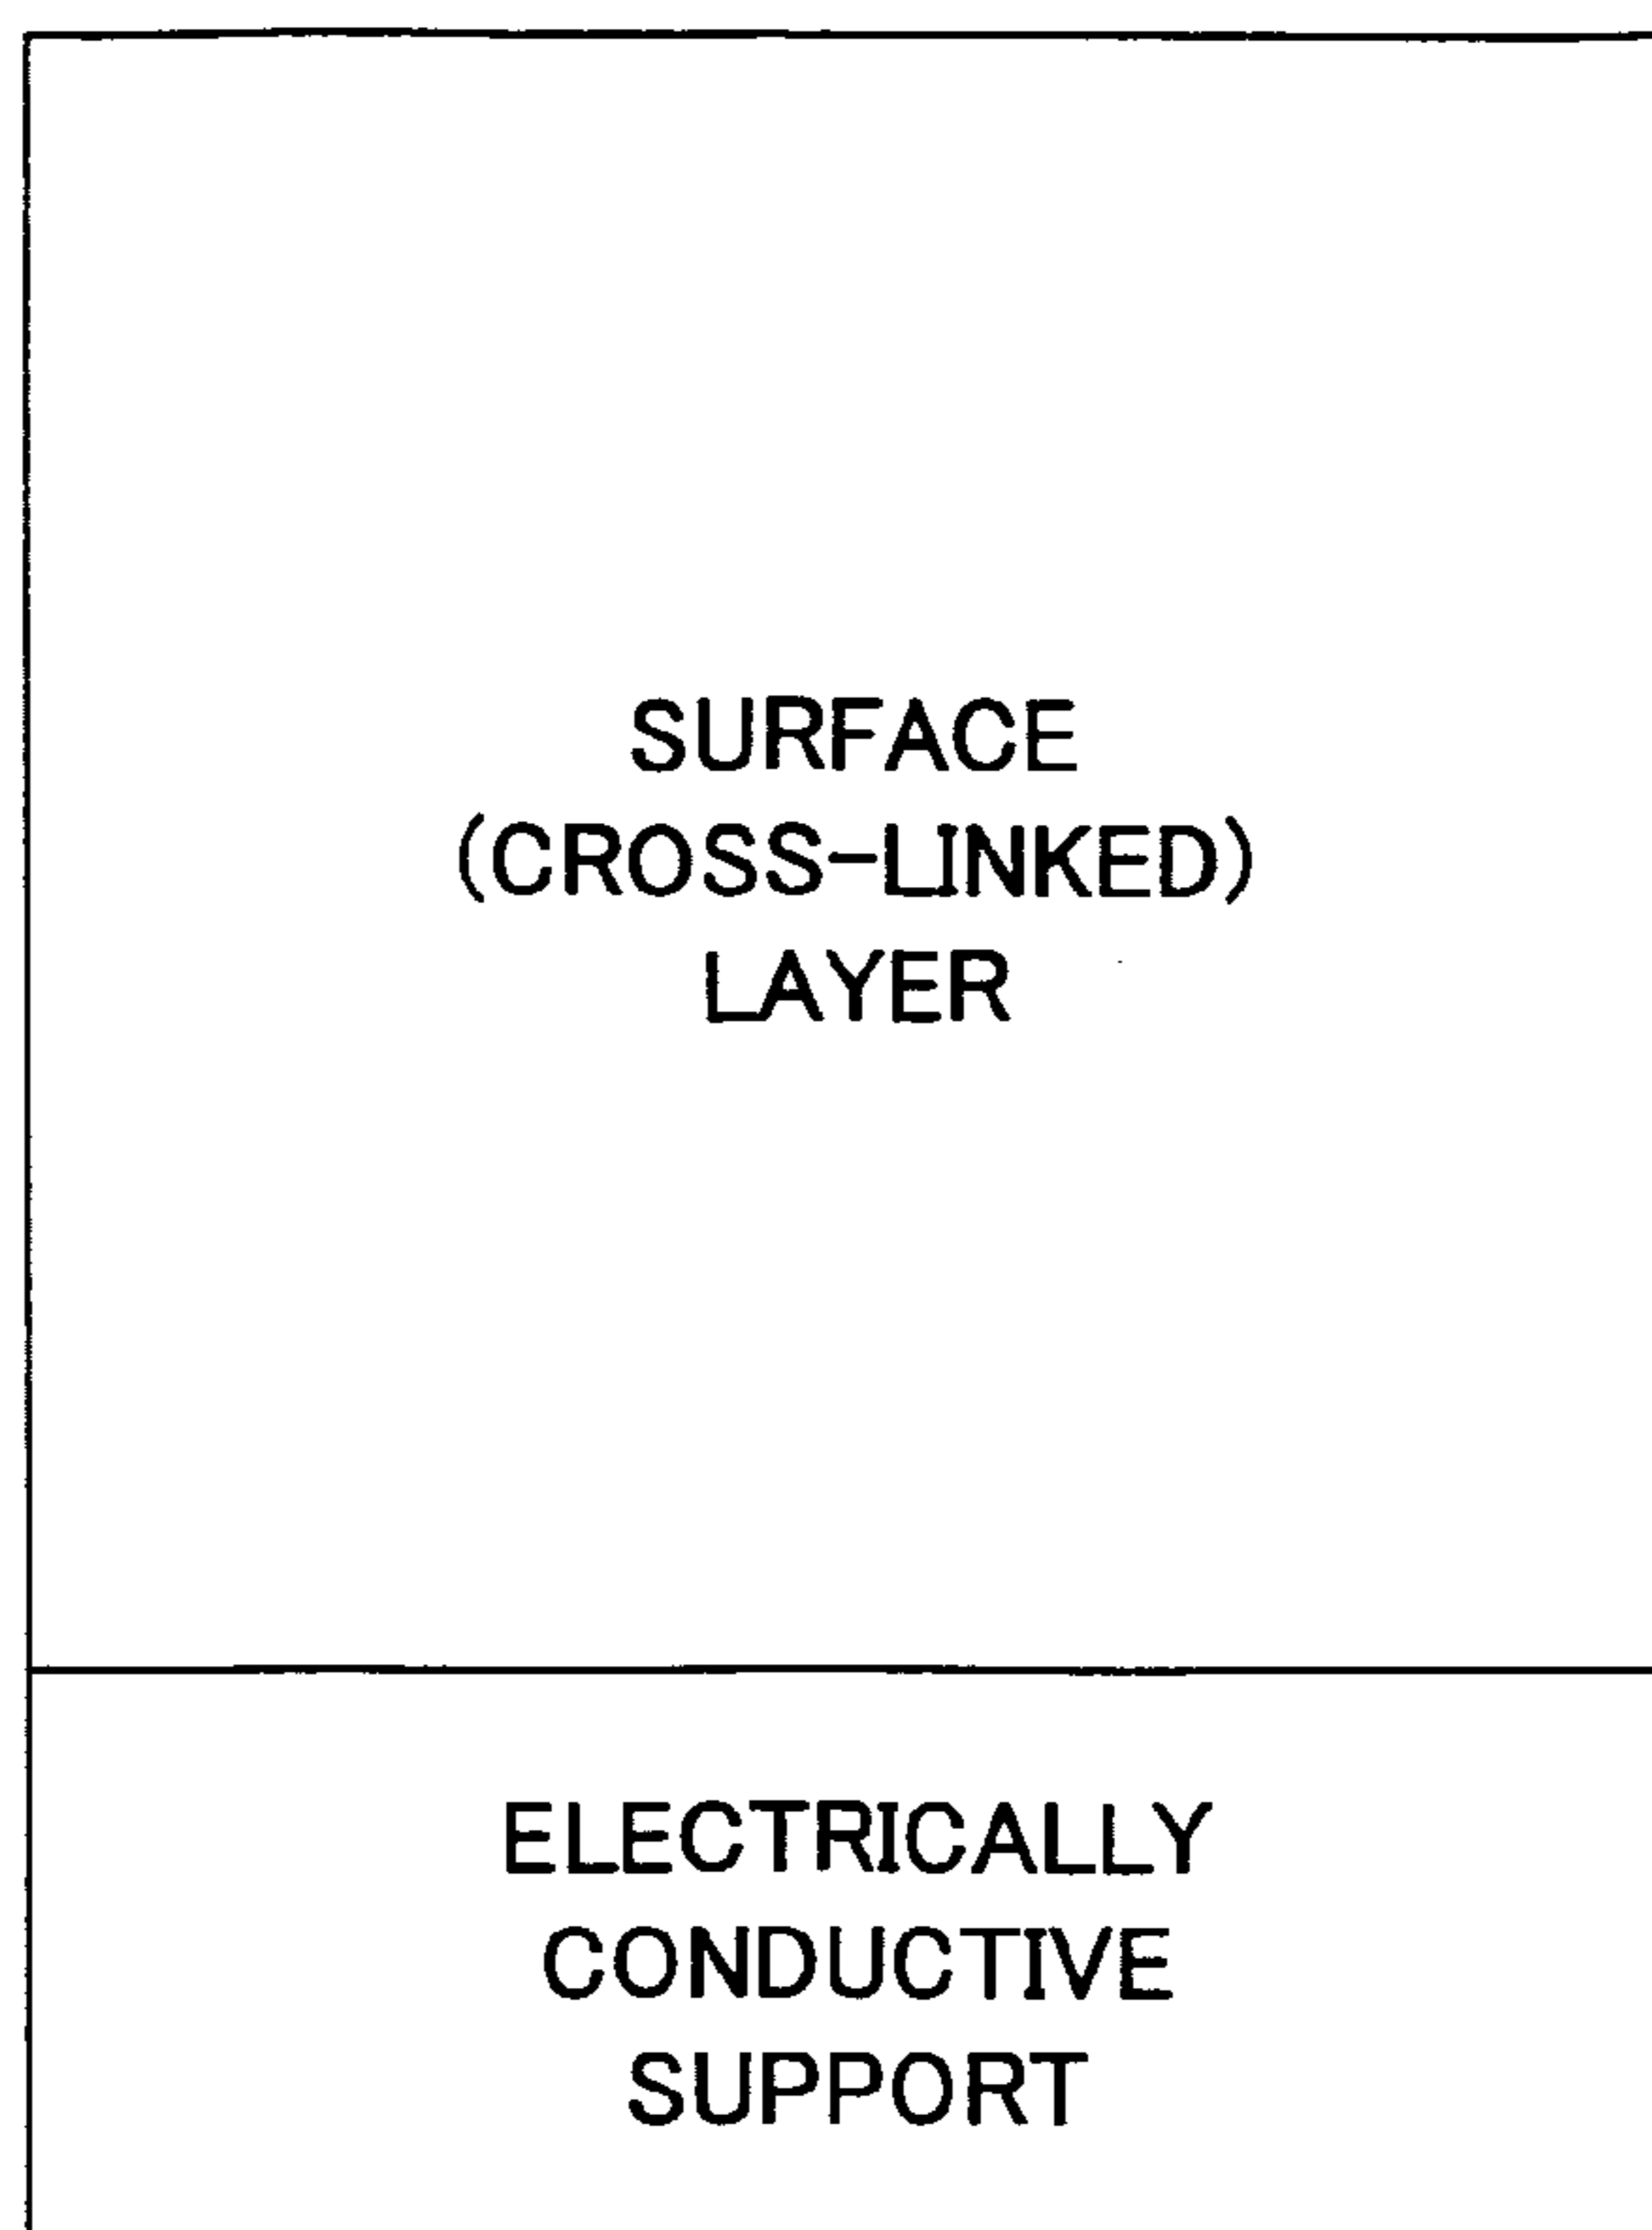 SURFACE
(CROSS-LINKED)
LAYER
ELECTRICALLY
CONDUCTIVE
SUPPORT